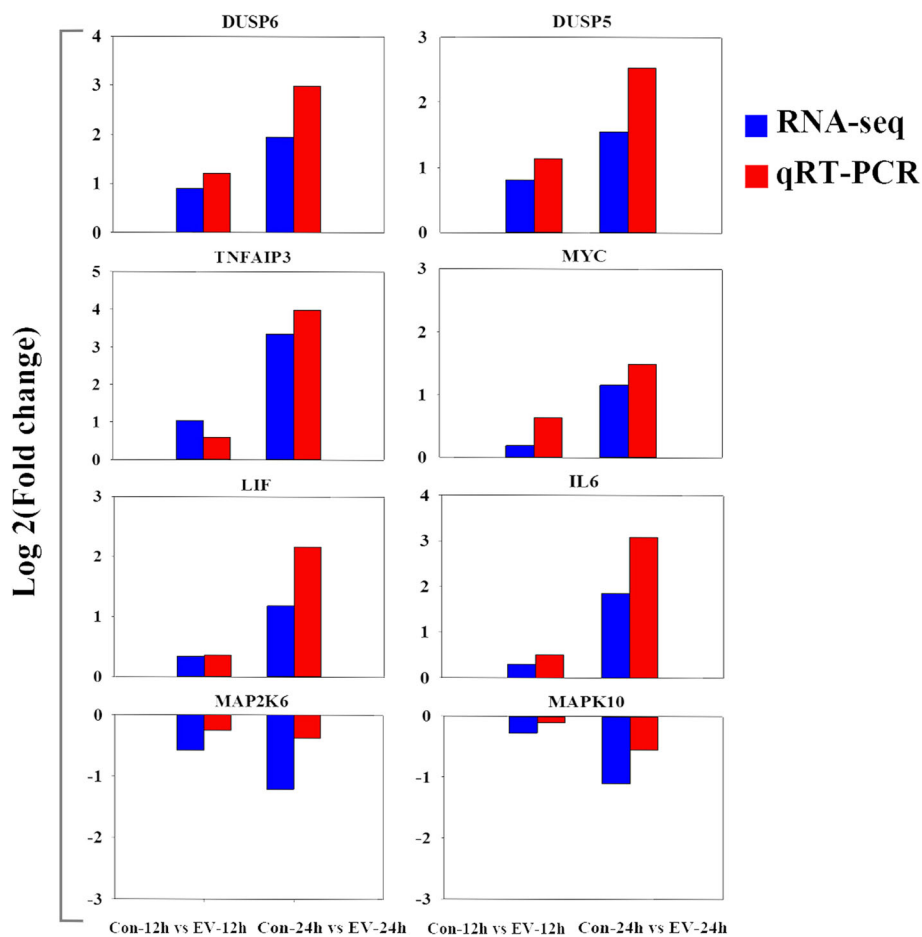 DUSP6
DUSP5
4
3
2
1
0
3
2
1
0
RNA-seq
qRT-PCR
TNFAIP3
MYC
5
4
3
2
1
0
3
2
1
0
Log 2(Fold change)
LIF
IL6
3
2
1
0
4
3
2
1
0
MAP2K6
MAPK10
0
-1
-2
-3
0
-1
-2
-3
Con-12h vs EV-12h Con-24h vs EV-24h
Con-12h vs EV-12h Con-24h vs EV-24h